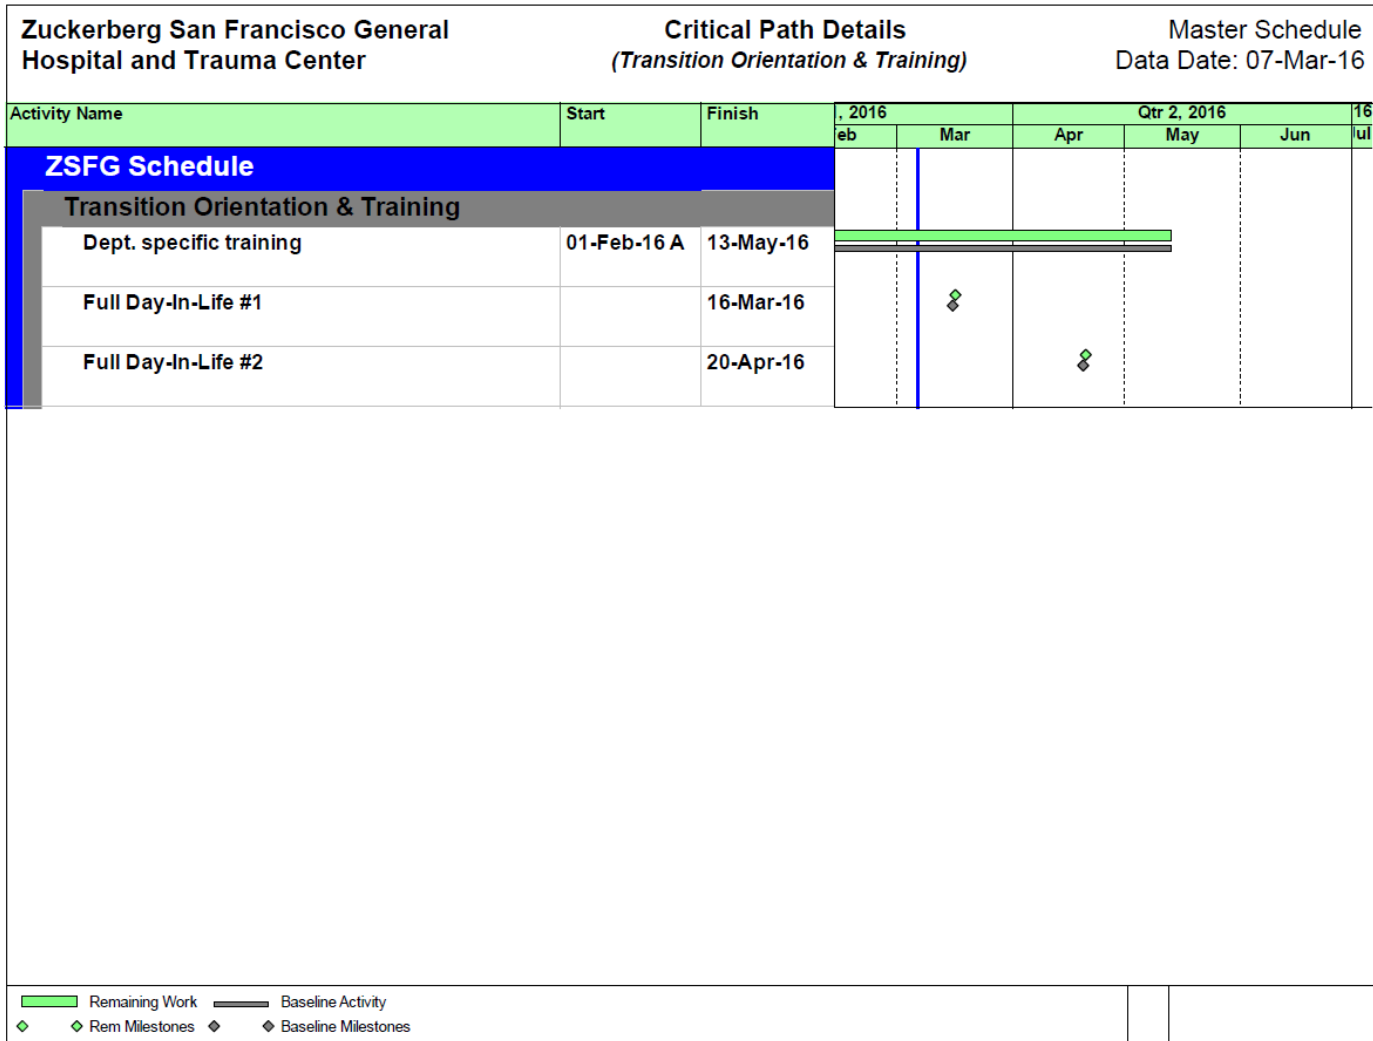 Zuckerberg San Francisco General
Hospital and Trauma Center
Critical Path Details
(Transition Orientation & Training)
Master Schedule
Data Date: 07-Mar-16
Activity Name Start Finish , 2016 Qtr 2, 2016 16
eb Mar Apr May Jun ul
ZSFG Schedule
Transition Orientation & Training
Dept. specific training 01-Feb-16 A 13-May-16
Full Day-In-Life #1 16-Mar-16
Full Day-In-Life #2 20-Apr-16
Remaining Work Baseline Activity
Rem Milestones Baseline Milestones